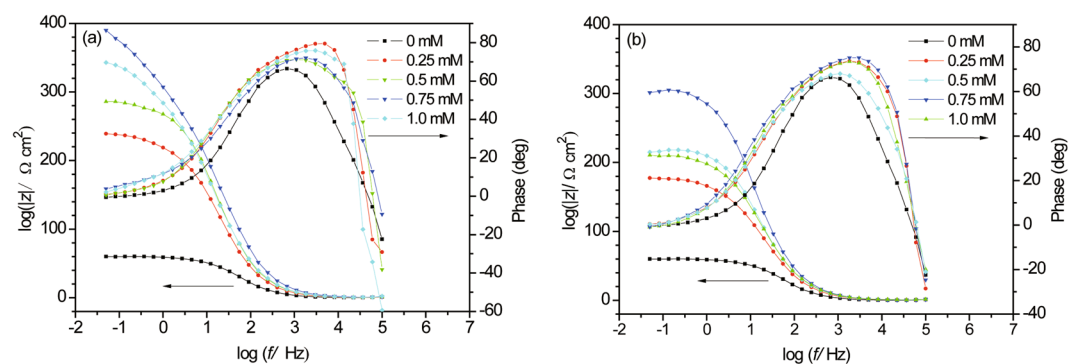 (a)
400
300
200
100
0
log(|z|/ Ω cm²)
-2 -1 0 1 2 3 4 5 6 7
log (f/ Hz)
80
60
40
20
0
-20
-40
-60
Phase (deg)
0 mM
0.25 mM
0.5 mM
0.75 mM
1.0 mM
(b)
400
300
200
100
0
log(|z|/ Ω cm²)
-2 -1 0 1 2 3 4 5 6 7
log (f/ Hz)
80
60
40
20
0
-20
-40
Phase (deg)
0 mM
0.25 mM
0.5 mM
0.75 mM
1.0 mM